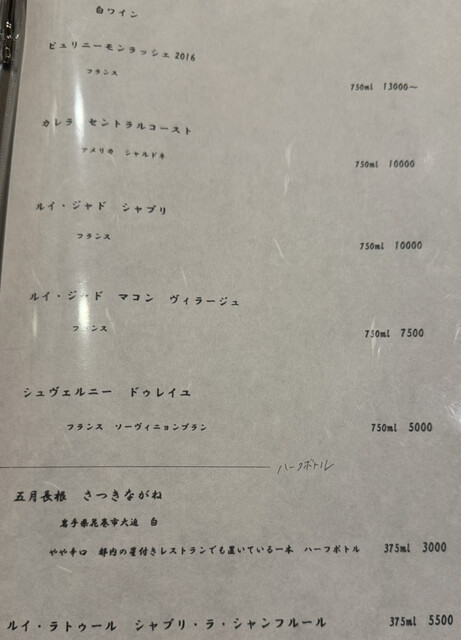 白ワイン
ピュリニーモンラッシェ 2016
フランス
750ml 13000～
カレラ セントラルコースト
アメリカ シャルドネ
750ml 10000
ルイ・ジャド シャブリ
フランス
750ml 10000
ルイ・ジャド マコン ヴィラージュ
フランス
750ml 7500
シュヴェルニー ドゥレイユ
フランス ソーヴィニョンブラン
750ml 5000
ハーフボトル
五月長根 さつきながね
岩手県花巻市大迫 白
やや辛口 都内の星付きレストランでも置いている一本 ハーフボトル 375ml 3000
ルイ・ラトゥール シャブリ・ラ・シャンフルール 375ml 5500